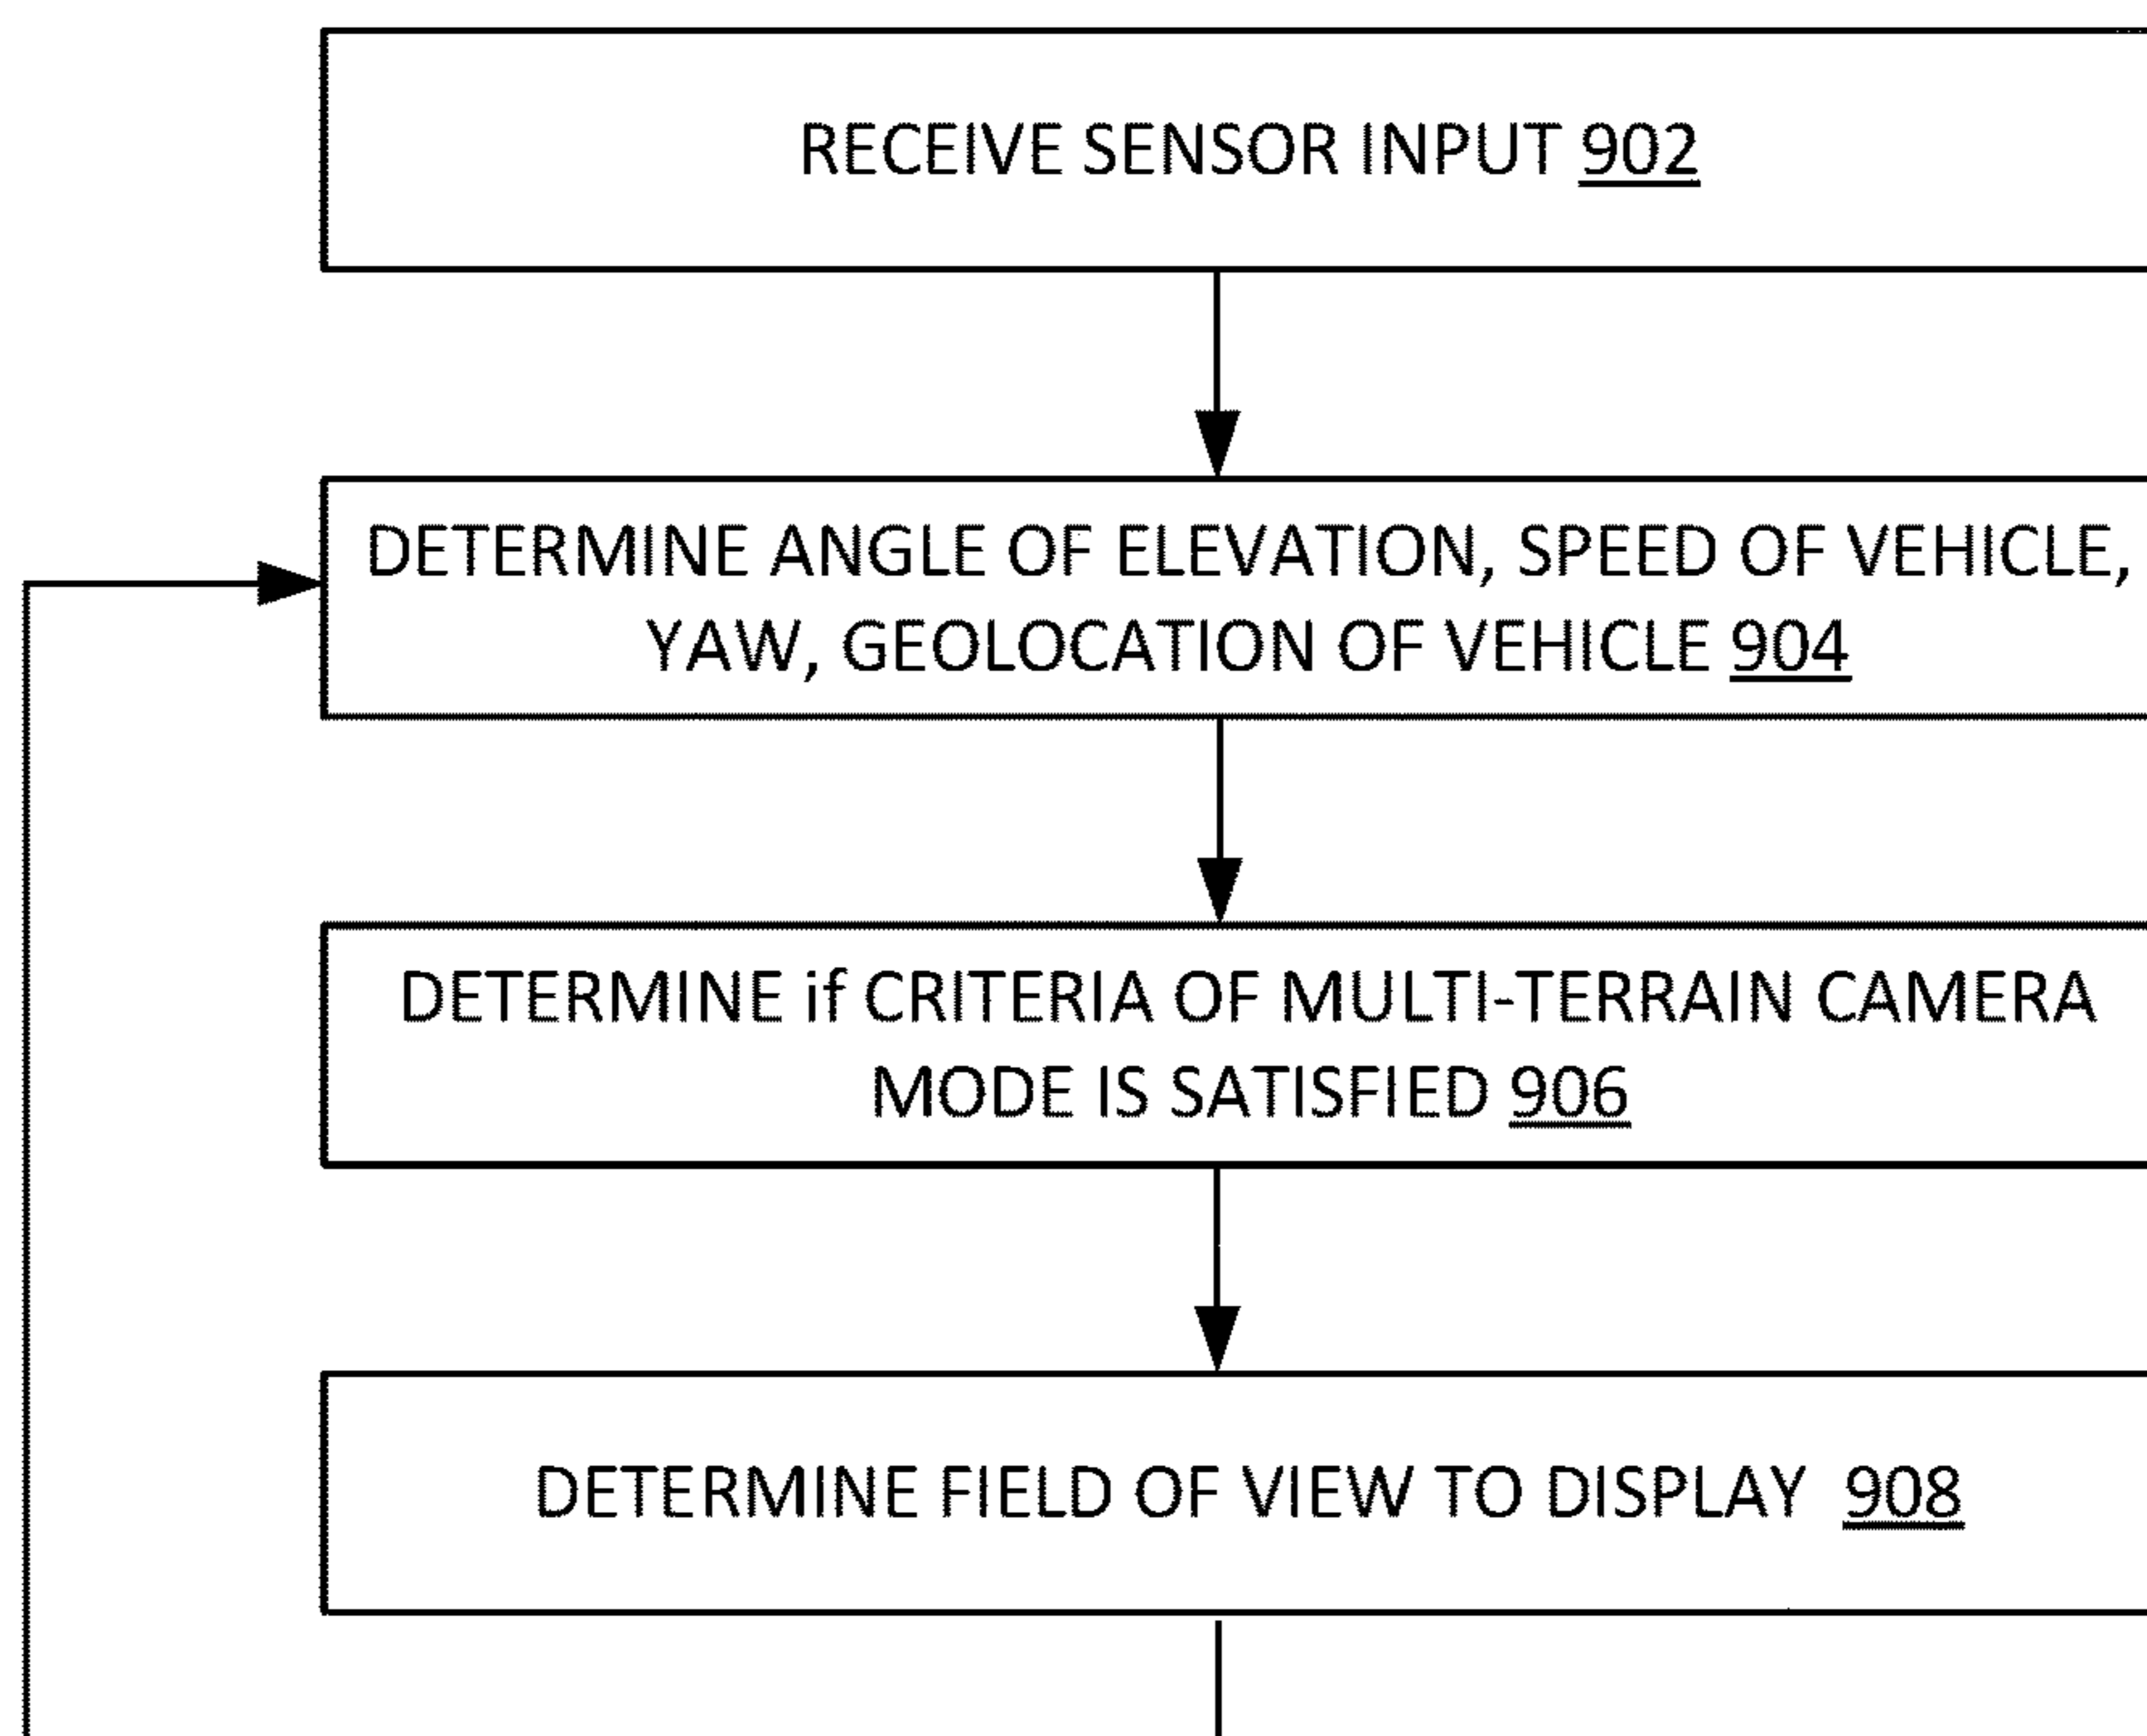 RECEIVE SENSOR INPUT 902
DETERMINE ANGLE OF ELEVATION, SPEED OF VEHICLE,
YAW, GEOLOCATION OF VEHICLE 904
DETERMINE if CRITERIA OF MULTI-TERRAIN CAMERA
MODE IS SATISFIED 906
DETERMINE FIELD OF VIEW TO DISPLAY 908